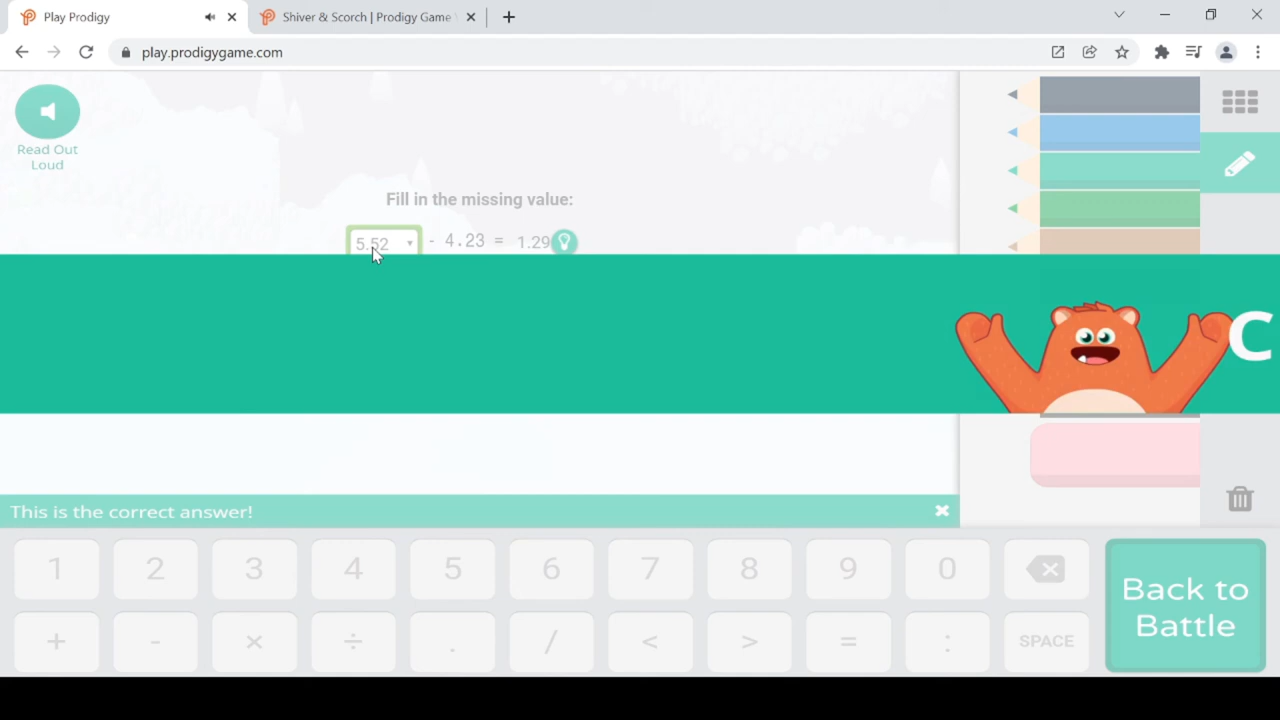 Play Prodigy
Shiver & Scorch | Prodigy Game
play.prodigygame.com
Read Out
Loud
Fill in the missing value:
5.52 - 4.23 = 1.29
C
This is the correct answer!
1 2 3 4 5 6 7 8 9 0
+ - × ÷ . / < > = : SPACE
Back to
Battle